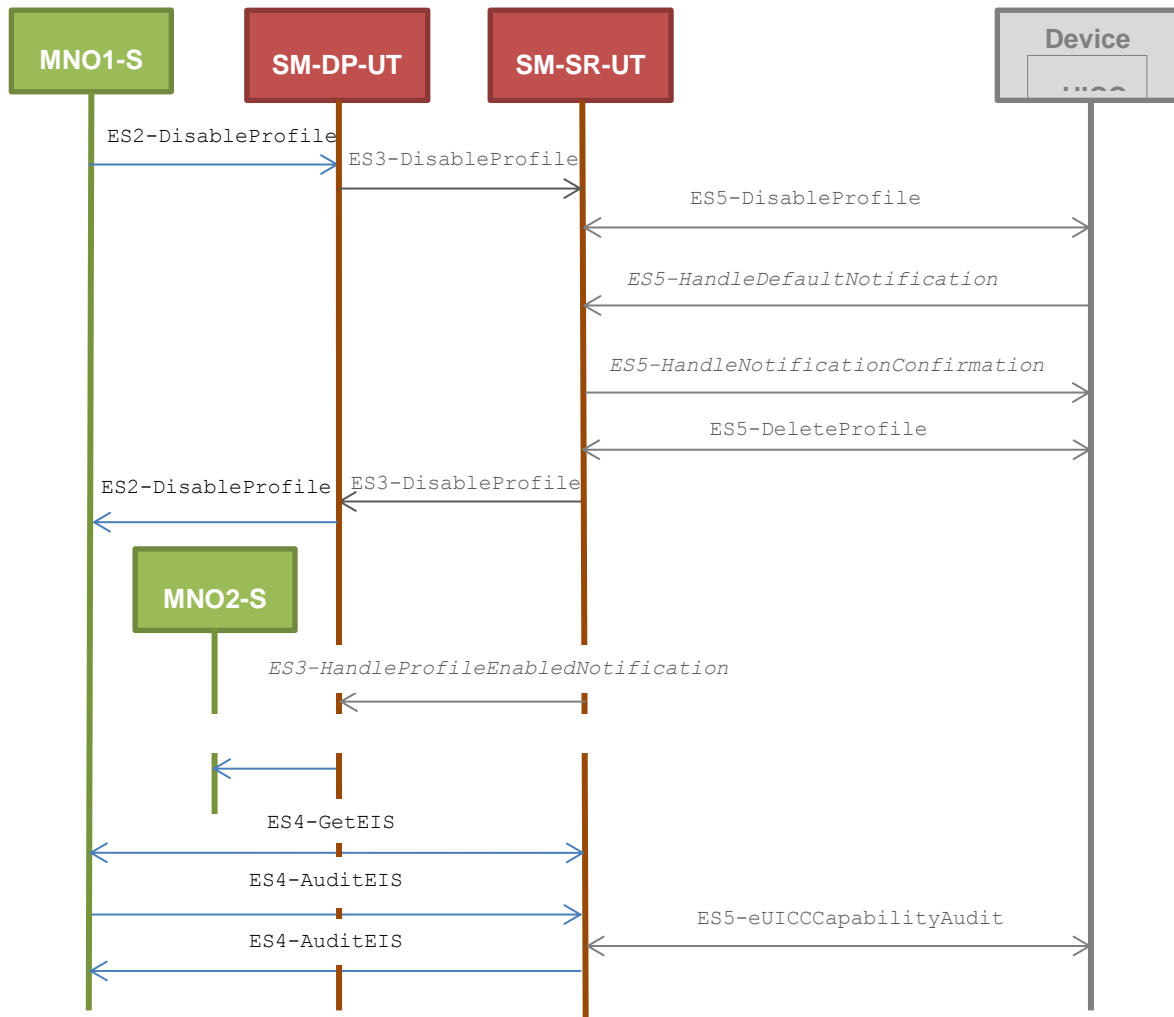 MNO1-S
SM-DP-UT
SM-SR-UT
Device
ES2-DisableProfile
ES3-DisableProfile
ES5-DisableProfile
ES5-HandleDefaultNotification
ES5-HandleNotificationConfirmation
ES5-DeleteProfile
ES3-DisableProfile
ES2-DisableProfile
MNO2-S
ES3-HandleProfileEnabledNotification
ES4-GetEIS
ES4-AuditEIS
ES5-eUICCCapabilityAudit
ES4-AuditEIS